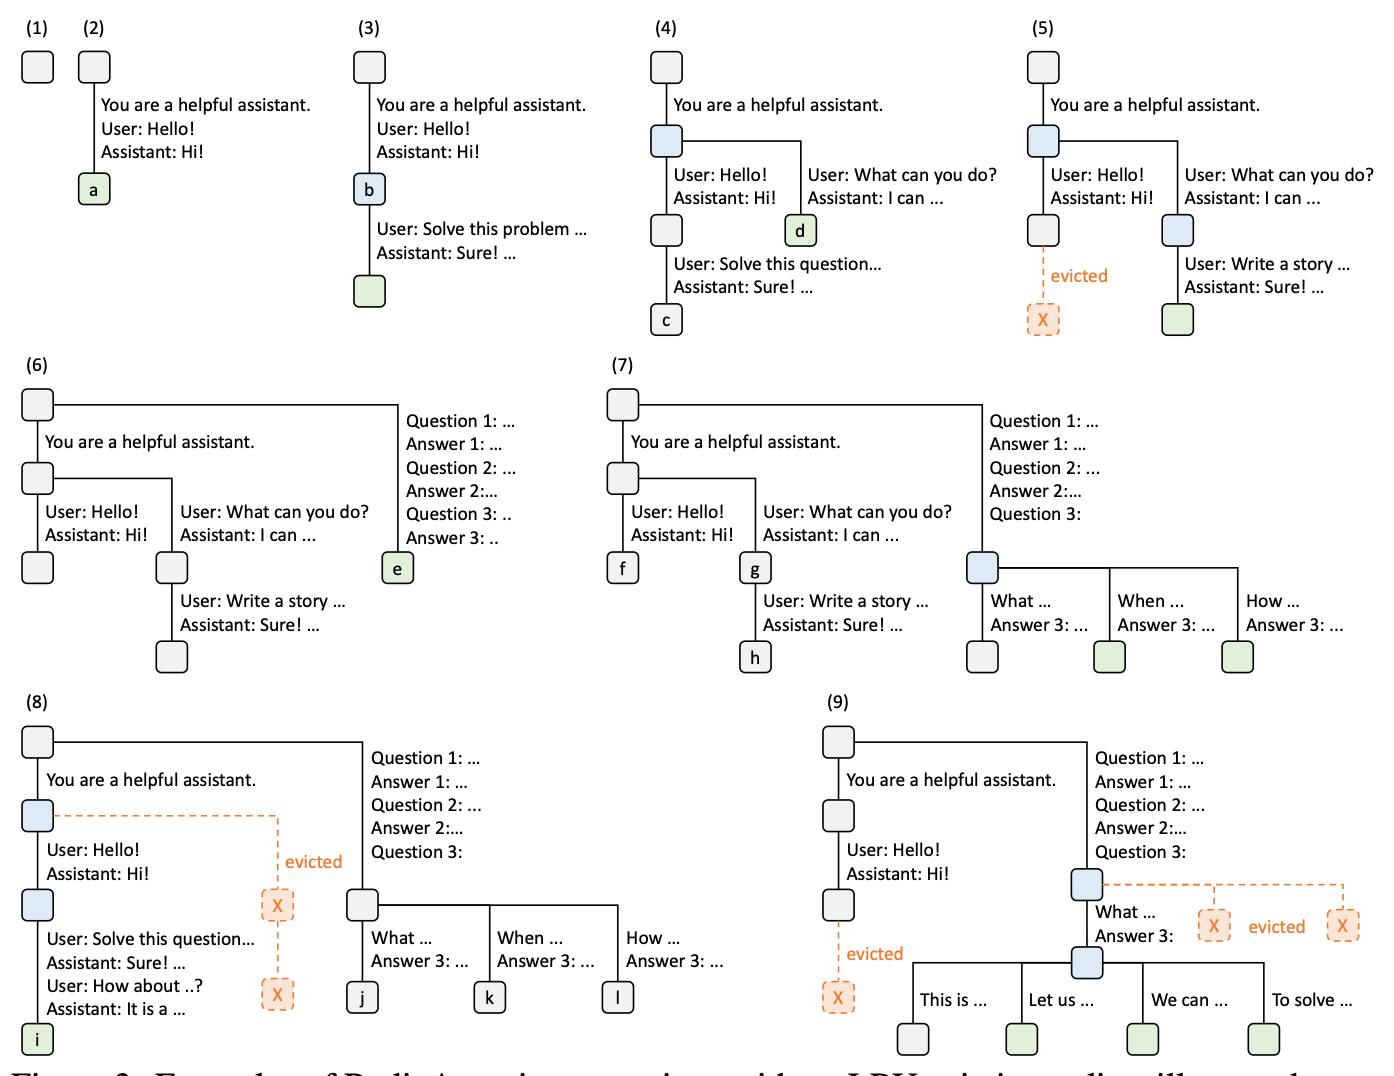 (1)
(2)
(3)
(4)
(5)
You are a helpful assistant.
User: Hello!
Assistant: Hi!
a
You are a helpful assistant.
User: Hello!
Assistant: Hi!
b
User: Solve this problem ...
Assistant: Sure! ...
You are a helpful assistant.
User: Hello!
Assistant: Hi!
User: What can you do?
Assistant: I can ...
d
User: Solve this question...
Assistant: Sure! ...
c
You are a helpful assistant.
User: Hello!
Assistant: Hi!
User: What can you do?
Assistant: I can ...
evicted
X
User: Write a story ...
Assistant: Sure! ...
(6)
You are a helpful assistant.
User: Hello!
Assistant: Hi!
User: What can you do?
Assistant: I can ...
User: Write a story ...
Assistant: Sure! ...
Question 1: ...
Answer 1: ...
Question 2: ...
Answer 2:...
Question 3: ..
Answer 3: ..
e
(7)
You are a helpful assistant.
User: Hello!
Assistant: Hi!
f
User: What can you do?
Assistant: I can ...
g
User: Write a story ...
Assistant: Sure! ...
h
Question 1: ...
Answer 1: ...
Question 2: ...
Answer 2:...
Question 3:
What ...
Answer 3: ...
When ...
Answer 3: ...
How ...
Answer 3: ...
(8)
You are a helpful assistant.
User: Hello!
Assistant: Hi!
evicted
X
X
User: Solve this question...
Assistant: Sure! ...
User: How about ..?
Assistant: It is a ...
i
Question 1: ...
Answer 1: ...
Question 2: ...
Answer 2:...
Question 3:
What ...
Answer 3: ...
When ...
Answer 3: ...
How ...
Answer 3: ...
j
k
l
(9)
You are a helpful assistant.
User: Hello!
Assistant: Hi!
evicted
X
Question 1: ...
Answer 1: ...
Question 2: ...
Answer 2:...
Question 3:
What ...
Answer 3:
X
evicted
X
This is ...
Let us ...
We can ...
To solve ...